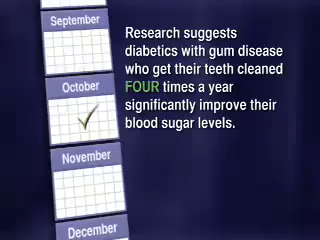 September
October
November
December
Research suggests
diabetics with gum disease
who get their teeth cleaned
FOUR times a year
significantly improve their
blood sugar levels.